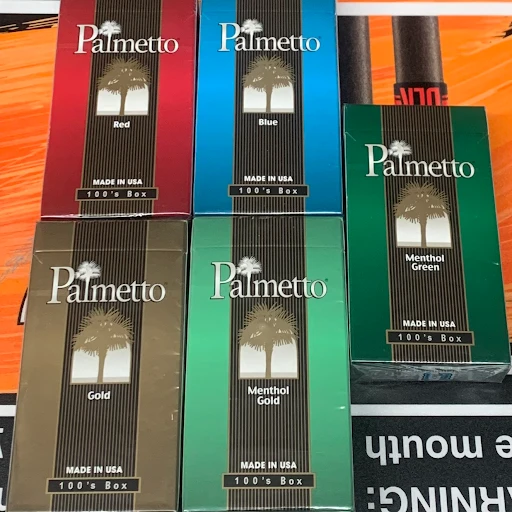 Palmetto
Red
MADE IN USA
100's Box
Palmetto
Blue
MADE IN USA
100's Box
Palmetto
Menthol
Green
MADE IN USA
100's Box
Palmetto
Gold
MADE IN USA
100's Box
Palmetto
Menthol
Gold
MADE IN USA
100's Box
mouth